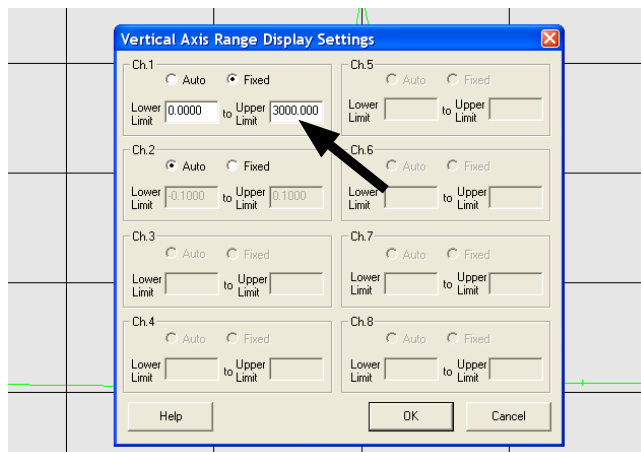 Vertical Axis Range Display Settings
Ch.1
Auto Fixed
Lower Limit 0.0000 to Upper Limit 3000.000
Ch.2
Auto Fixed
Lower Limit -0.1000 to Upper Limit 0.1000
Ch.3
Auto Fixed
Lower Limit to Upper Limit
Ch.4
Auto Fixed
Lower Limit to Upper Limit
Ch.5
Auto Fixed
Lower Limit to Upper Limit
Ch.6
Auto Fixed
Lower Limit to Upper Limit
Ch.7
Auto Fixed
Lower Limit to Upper Limit
Ch.8
Auto Fixed
Lower Limit to Upper Limit
Help OK Cancel